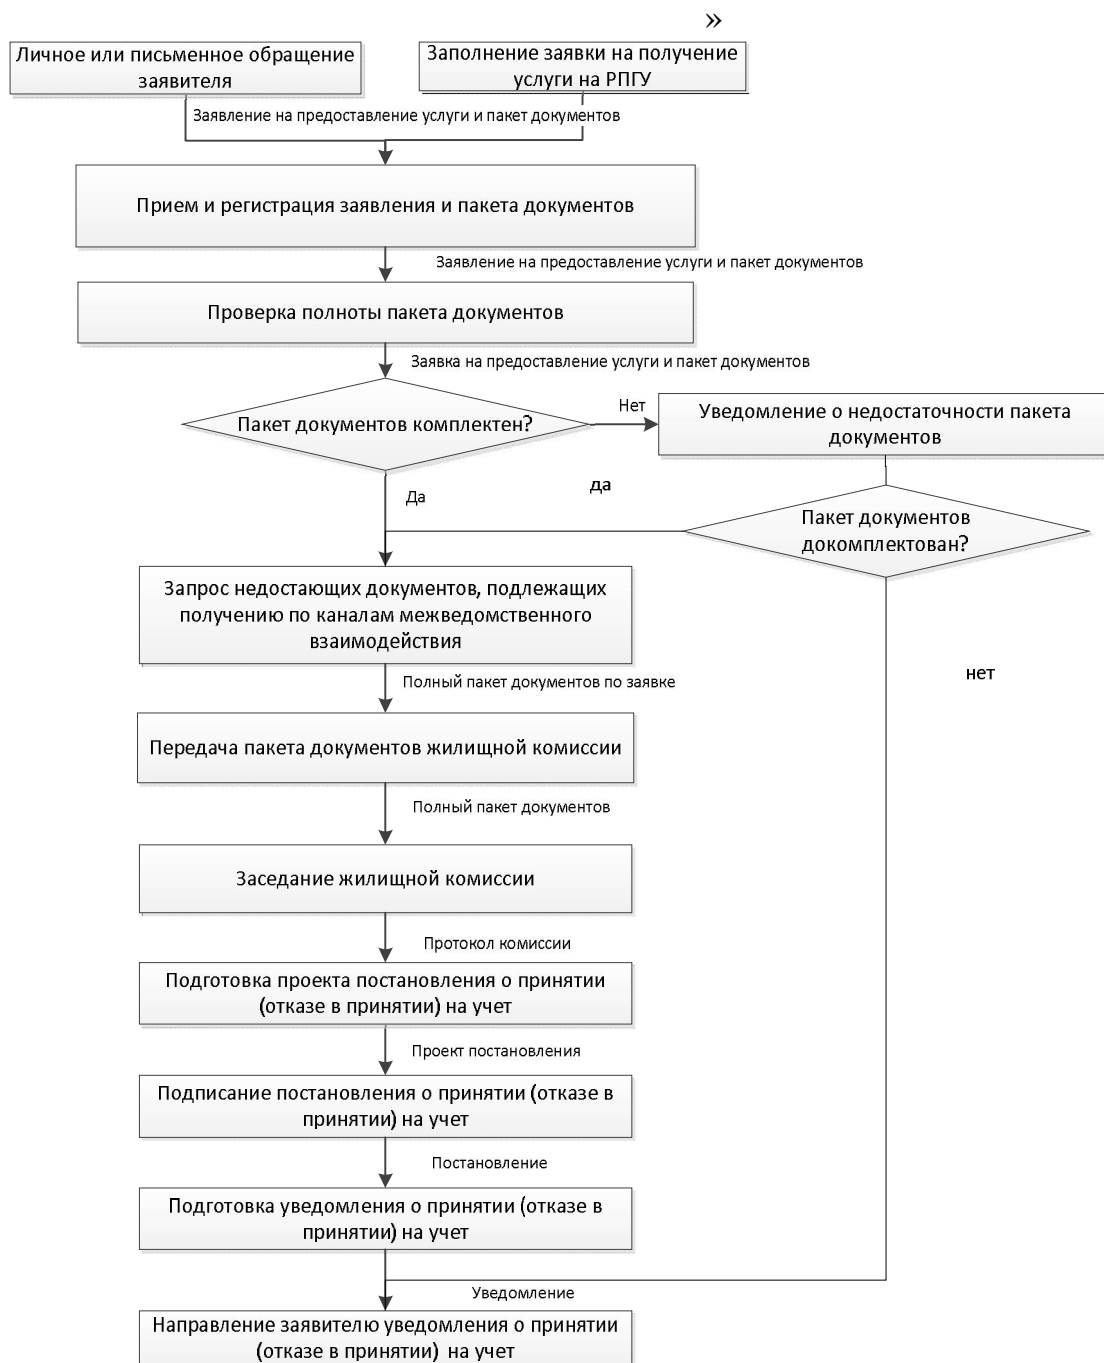 »
Личное или письменное обращение
заявителя
Заполнение заявки на получение
услуги на РПГУ
Заявление на предоставление услуги и пакет документов
Прием и регистрация заявления и пакета документов
Заявление на предоставление услуги и пакет документов
Проверка полноты пакета документов
Заявка на предоставление услуги и пакет документов
Пакет документов комплектен?
Нет
Уведомление о недостаточности пакета
документов
Да
да
Пакет документов
докомплектован?
Запрос недостающих документов, подлежащих
получению по каналам межведомственного
взаимодействия
нет
Полный пакет документов по заявке
Передача пакета документов жилищной комиссии
Полный пакет документов
Заседание жилищной комиссии
Протокол комиссии
Подготовка проекта постановления о принятии
(отказе в принятии) на учет
Проект постановления
Подписание постановления о принятии (отказе в
принятии) на учет
Постановление
Подготовка уведомления о принятии (отказе в
принятии) на учет
Уведомление
Направление заявителю уведомления о принятии
(отказе в принятии) на учет